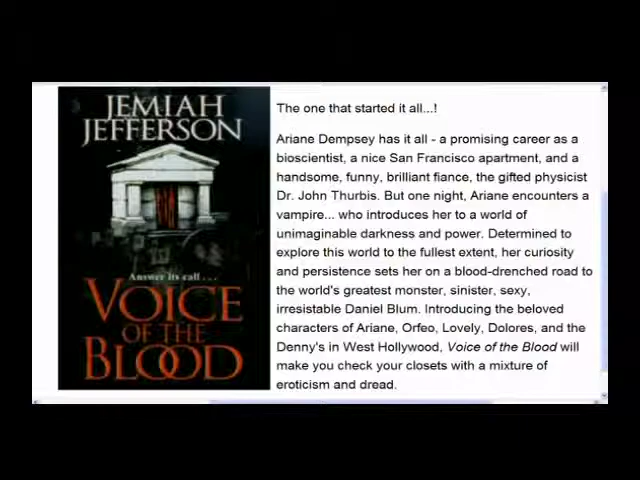 JEMIAH
JEFFERSON
Answer its call . . .
VOICE
OF THE
BLOOD
The one that started it all...!
Ariane Dempsey has it all - a promising career as a
bioscientist, a nice San Francisco apartment, and a
handsome, funny, brilliant fiance, the gifted physicist
Dr. John Thurbis. But one night, Ariane encounters a
vampire... who introduces her to a world of
unimaginable darkness and power. Determined to
explore this world to the fullest extent, her curiosity
and persistence sets her on a blood-drenched road to
the world's greatest monster, sinister, sexy,
irresistable Daniel Blum. Introducing the beloved
characters of Ariane, Orfeo, Lovely, Dolores, and the
Denny's in West Hollywood, Voice of the Blood will
make you check your closets with a mixture of
eroticism and dread.